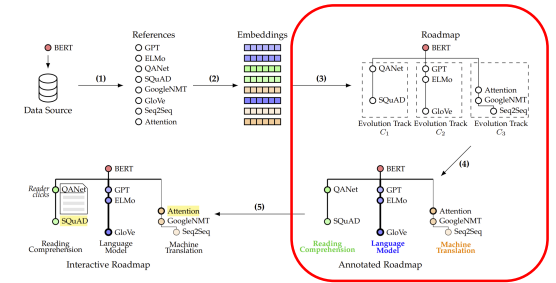 References
Embeddings
Roadmap
BERT
GPT
ELMo
QANet
SQuAD
GoogleNMT
GloVe
Seq2Seq
Attention
Data Source
(1)
(2)
(3)
BERT
QANet
GPT
ELMo
SQuAD
GloVe
Attention
GoogleNMT
Seq2Seq
Evolution Track
C1
Evolution Track
C2
Evolution Track
C3
(4)
BERT
Reader
clicks
QANet
GPT
ELMo
SQuAD
Attention
GoogleNMT
GloVe
Seq2Seq
Reading
Comprehension
Language
Model
Machine
Translation
Interactive Roadmap
(5)
BERT
QANet
GPT
ELMo
SQuAD
Attention
GoogleNMT
GloVe
Seq2Seq
Reading
Comprehension
Language
Model
Machine
Translation
Annotated Roadmap